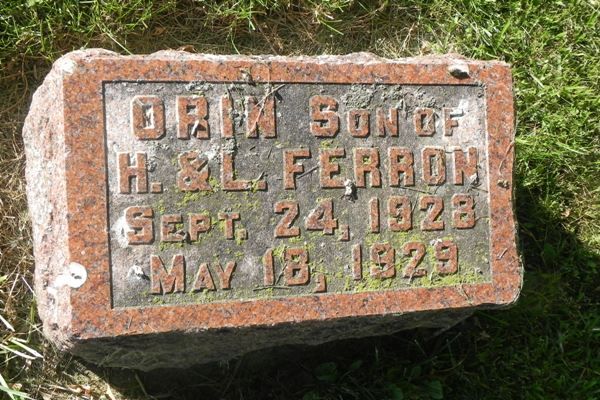 ORIN SON OF
H. & L. FERRON
SEPT. 24, 1928
MAY 18, 1929